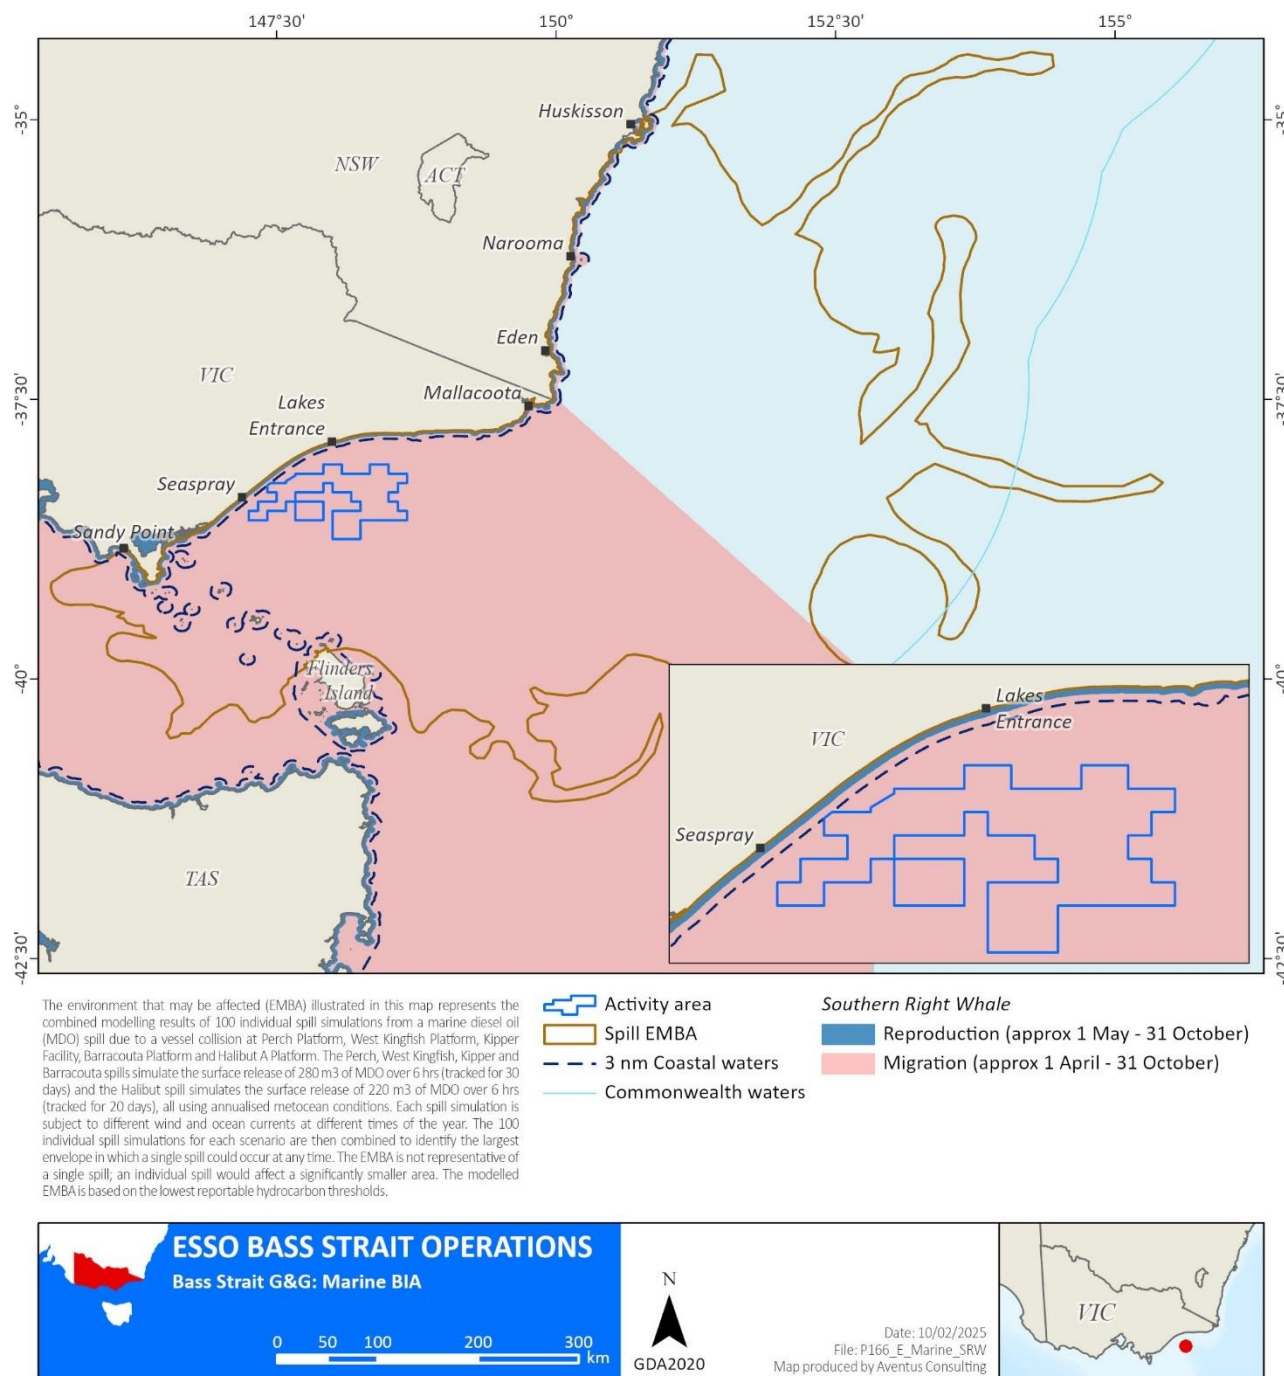 147°30'
150°
152°30'
155°
-35°
-35°
Huskisson
NSW
ACT
Narooma
Eden
-37°30'
-37°30'
VIC
Mallacoota
Lakes
Entrance
Seaspray
Sandy Point
-40°
-40°
Flinders
Island
TAS
-42°30'
-42°30'
Lakes
Entrance
VIC
Seaspray
The environment that may be affected (EMBA) illustrated in this map represents the
combined modelling results of 100 individual spill simulations from a marine diesel oil
(MDO) spill due to a vessel collision at Perch Platform, West Kingfish Platform, Kipper
Facility, Barracouta Platform and Halibut A Platform. The Perch, West Kingfish, Kipper and
Barracouta spills simulate the surface release of 280 m3 of MDO over 6 hrs (tracked for 30
days) and the Halibut spill simulates the surface release of 220 m3 of MDO over 6 hrs
(tracked for 20 days), all using annualised metocean conditions. Each spill simulation is
subject to different wind and ocean currents at different times of the year. The 100
individual spill simulations for each scenario are then combined to identify the largest
envelope in which a single spill could occur at any time. The EMBA is not representative of
a single spill; an individual spill would affect a significantly smaller area. The modelled
EMBA is based on the lowest reportable hydrocarbon thresholds.
Activity area
Spill EMBA
3 nm Coastal waters
Commonwealth waters
Southern Right Whale
Reproduction (approx 1 May - 31 October)
Migration (approx 1 April - 31 October)
ESSO BASS STRAIT OPERATIONS
Bass Strait G&G: Marine BIA
0 50 100 200 300
km
N
GDA2020
Date: 10/02/2025
File: P166_E_Marine_SRW
Map produced by Aventus Consulting
VIC